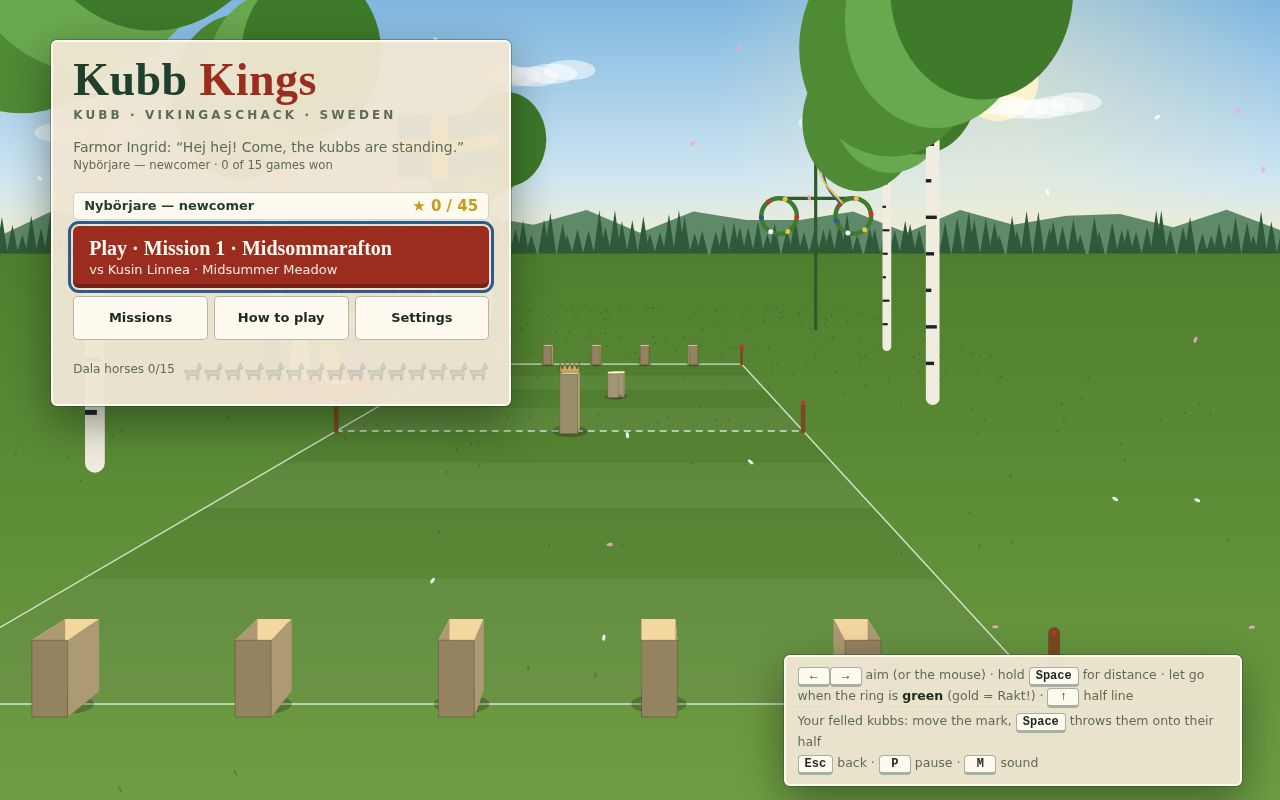 Kubb Kings
KUBB · VIKINGASCHACK · SWEDEN
Farmor Ingrid: “Hej hej! Come, the kubbs are standing.”
Nybörjare — newcomer · 0 of 15 games won
Nybörjare — newcomer ★ 0 / 45
Play · Mission 1 · Midsommarafton
vs Kusin Linnea · Midsummer Meadow
Missions How to play Settings
Dala horses 0/15
← → aim (or the mouse) · hold Space for distance · let go
when the ring is green (gold = Rakt!) · ↑ half line
Your felled kubbs: move the mark, Space throws them onto their
half
Esc back · P pause · M sound